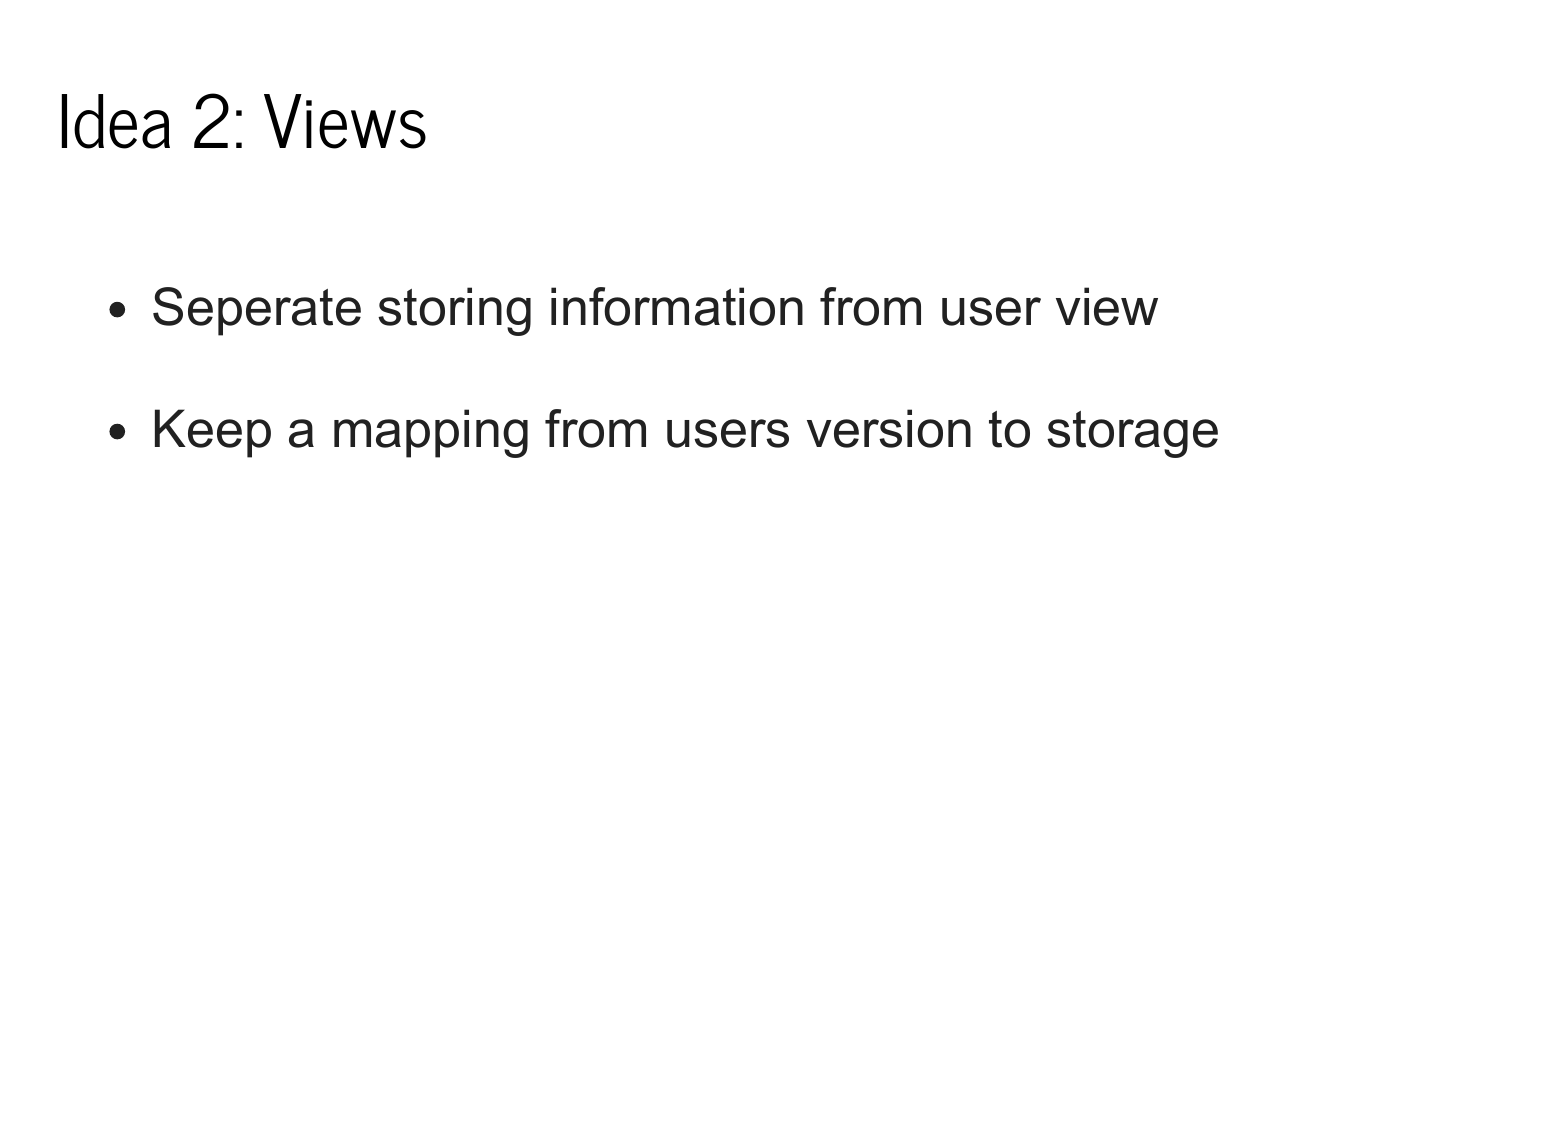 Idea 2: Views
• Seperate storing information from user view
• Keep a mapping from users version to storage